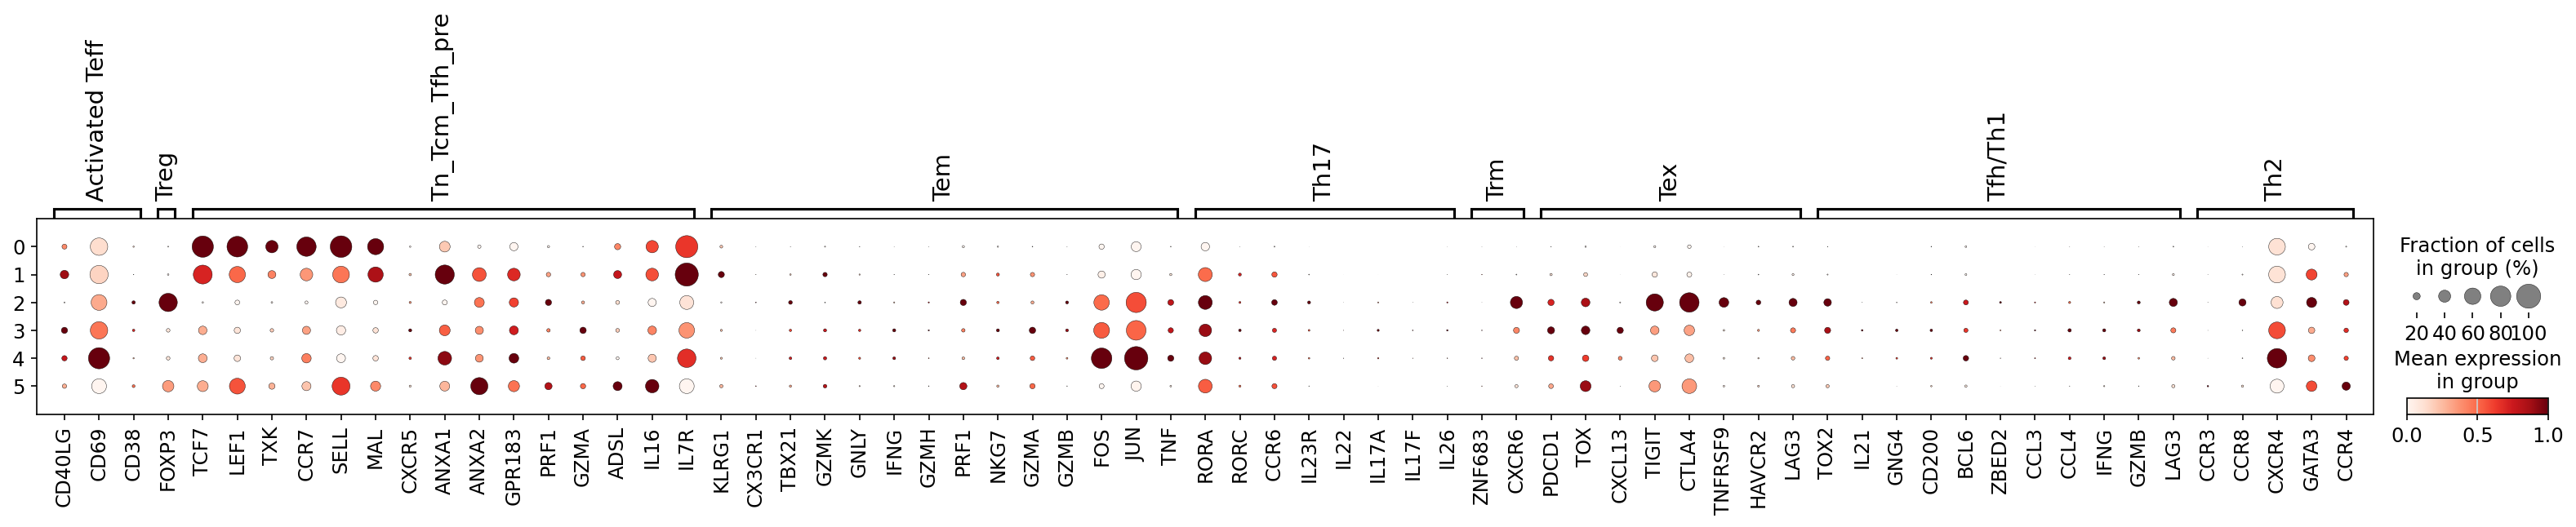 Activated Teff
Treg
Tn_Tcm_Tfh_pre
Tem
Th17
Trm
Tex
Tfh/Th1
Th2
0
1
2
3
4
5
CD40LG
CD69
CD38
FOXP3
TCF7
LEF1
TXK
CCR7
SELL
MAL
CXCR5
ANXA1
ANXA2
GPR183
PRF1
GZMA
ADSL
IL16
IL7R
KLRG1
CX3CR1
TBX21
GZMK
GNLY
IFNG
GZMH
PRF1
NKG7
GZMA
GZMB
FOS
JUN
TNF
RORA
RORC
CCR6
IL23R
IL22
IL17A
IL17F
IL26
ZNF683
CXCR6
PDCD1
TOX
CXCL13
TIGIT
CTLA4
TNFRSF9
HAVCR2
LAG3
TOX2
IL21
GNG4
CD200
BCL6
ZBED2
CCL3
CCL4
IFNG
GZMB
LAG3
CCR3
CCR8
CXCR4
GATA3
CCR4
Fraction of cells
in group (%)
20 40 60 80 100
Mean expression
in group
0.0 0.5 1.0